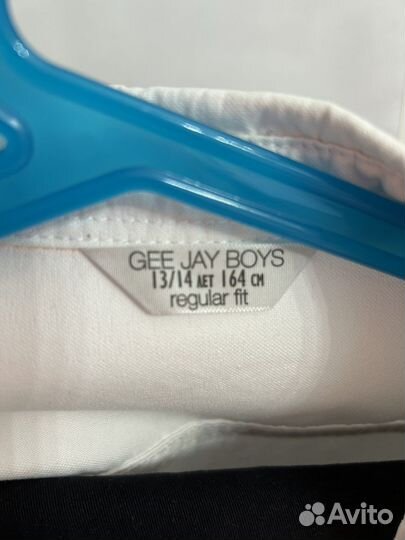 GEE JAY BOYS
13/14 ЛЕТ 164 СМ
regular fit
Avito